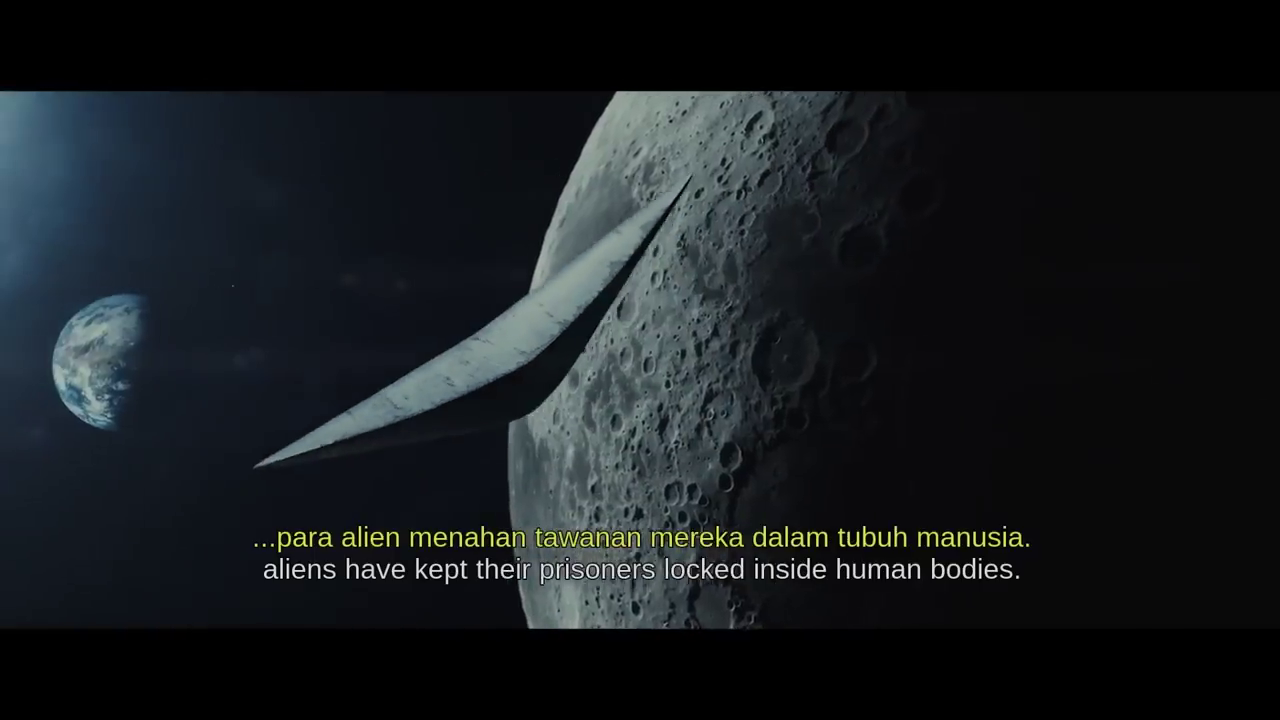 ...para alien menahan tawanan mereka dalam tubuh manusia.
aliens have kept their prisoners locked inside human bodies.